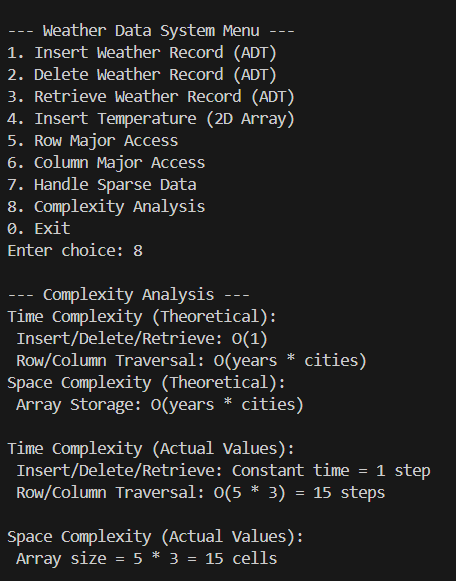 --- Weather Data System Menu ---
1. Insert Weather Record (ADT)
2. Delete Weather Record (ADT)
3. Retrieve Weather Record (ADT)
4. Insert Temperature (2D Array)
5. Row Major Access
6. Column Major Access
7. Handle Sparse Data
8. Complexity Analysis
0. Exit
Enter choice: 8
--- Complexity Analysis ---
Time Complexity (Theoretical):
Insert/Delete/Retrieve: O(1)
Row/Column Traversal: O(years * cities)
Space Complexity (Theoretical):
Array Storage: O(years * cities)
Time Complexity (Actual Values):
Insert/Delete/Retrieve: Constant time = 1 step
Row/Column Traversal: O(5 * 3) = 15 steps
Space Complexity (Actual Values):
Array size = 5 * 3 = 15 cells